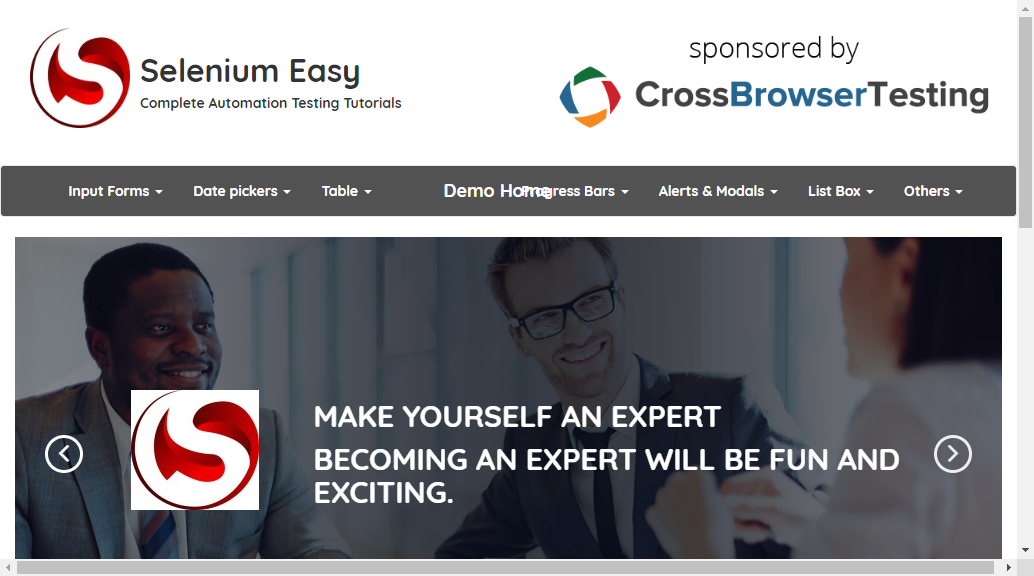 Selenium Easy
Complete Automation Testing Tutorials
sponsored by
CrossBrowserTesting
Input Forms
Date pickers
Table
Demo Home
Progress Bars
Alerts & Modals
List Box
Others
MAKE YOURSELF AN EXPERT
BECOMING AN EXPERT WILL BE FUN AND
EXCITING.